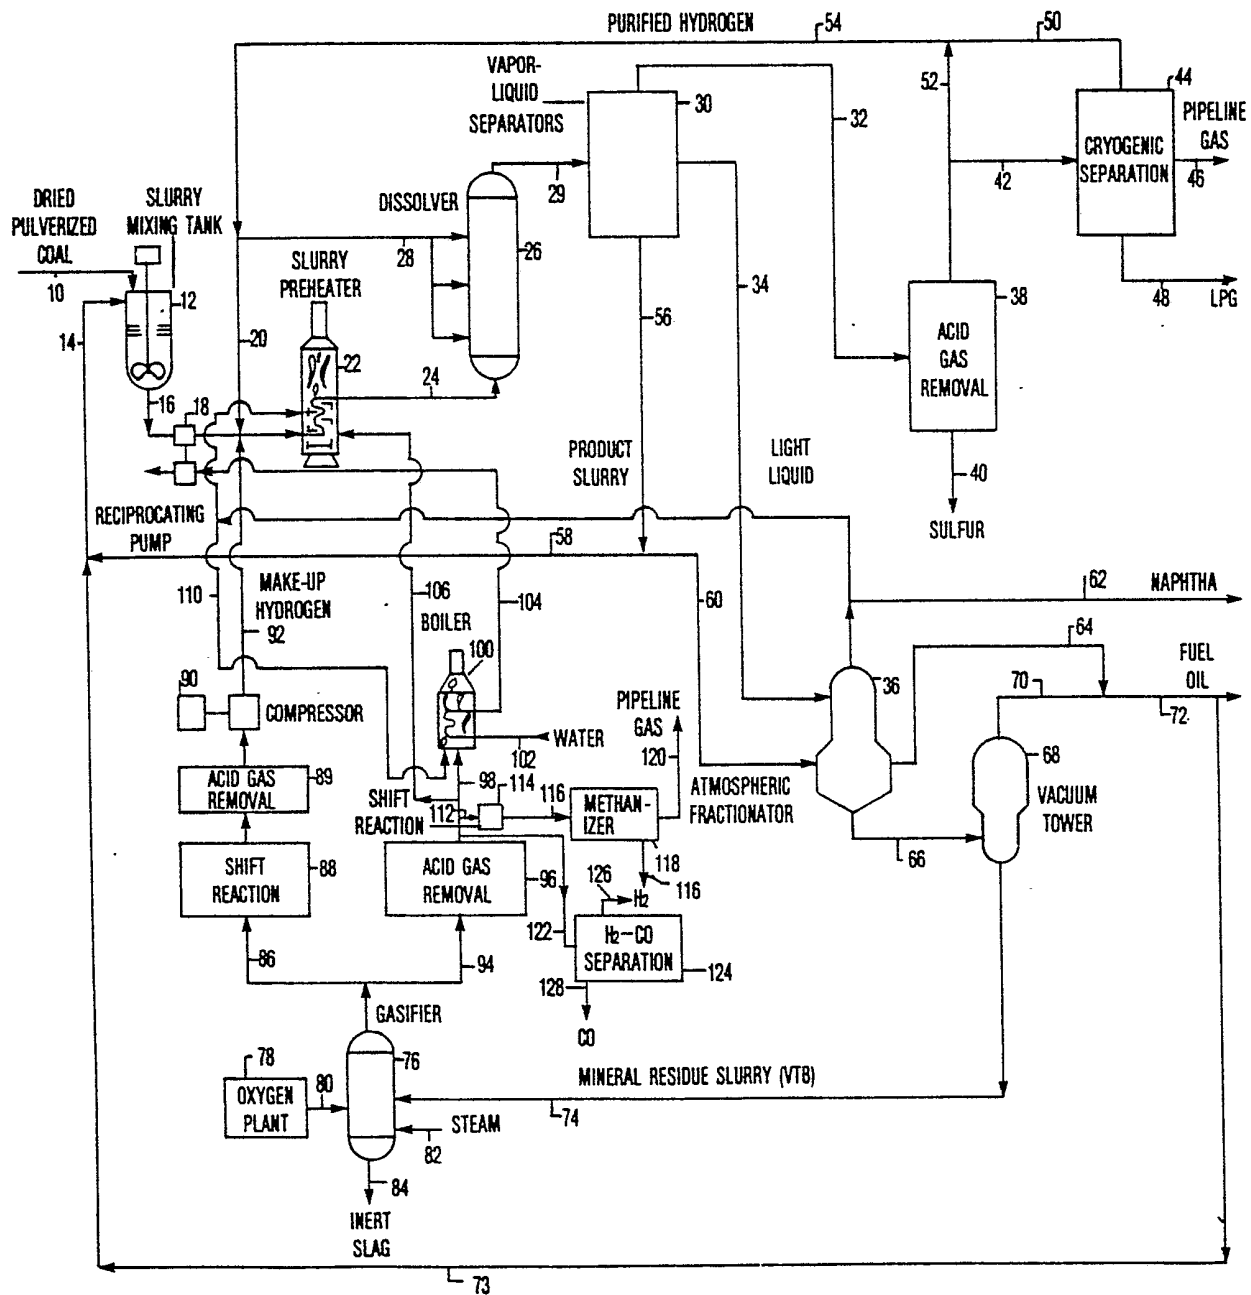 PURIFIED HYDROGEN
54
50
VAPOR-
LIQUID
SEPARATORS
30
32
52
44
PIPELINE
GAS
CRYOGENIC
SEPARATION
42
46
29
DRIED
PULVERIZED
COAL
SLURRY
MIXING TANK
DISSOLVER
28
26
SLURRY
PREHEATER
10
12
34
38
48
LPG
14
20
56
ACID
GAS
REMOVAL
22
24
16
18
PRODUCT
SLURRY
LIGHT
LIQUID
40
SULFUR
RECIPROCATING
PUMP
58
110
MAKE-UP
HYDROGEN
92
106
104
BOILER
60
62
NAPHTHA
64
FUEL
OIL
100
90
COMPRESSOR
36
70
72
PIPELINE
GAS
WATER
102
120
68
ACID GAS
REMOVAL
89
98
114
SHIFT
REACTION
112
116
METHAN-
IZER
ATMOSPHERIC
FRACTIONATOR
VACUUM
TOWER
66
SHIFT
REACTION
88
ACID GAS
REMOVAL
96
118
116
126
H2
122
H2-CO
SEPARATION
124
86
94
128
CO
GASIFIER
78
76
OXYGEN
PLANT
80
MINERAL RESIDUE SLURRY (VTB)
74
STEAM
82
84
INERT
SLAG
73